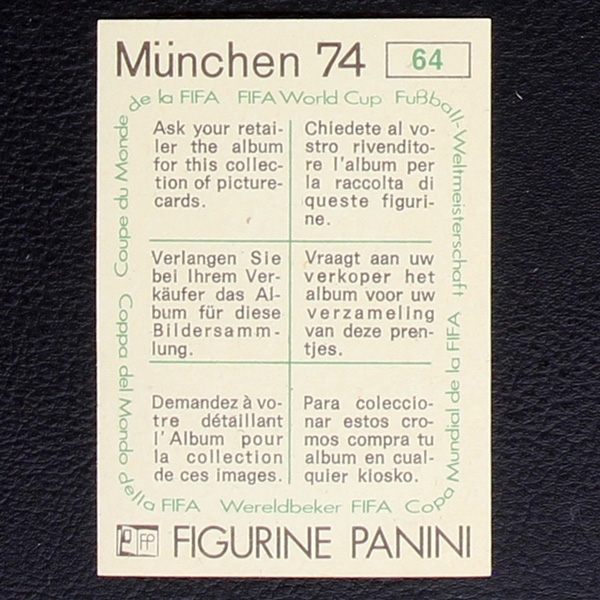 München 74
64
Coupe du Monde de la FIFA
FIFA World Cup
Fußball-Weltmeisterschaft
Ask your retai-
ler the album
for this collec-
tion of picture-
cards.
Chiedete al vo-
stro rivendito-
re l'album per
la raccolta di
queste figuri-
ne.
Verlangen Sie
bei Ihrem Ver-
käufer das Al-
bum für diese
Bildersamm-
lung.
Vraagt aan uw
verkoper het
album voor uw
verzameling
van deze pren-
tjes.
Demandez à vo-
tre détaillant
l'Album pour
la collection
de ces images.
Para coleccio-
nar estos cro-
mos compra tu
album en cual-
quier kiosko.
Coppa del Mondo della FIFA
Wereldbeker FIFA
Copa Mundial de la FIFA
FP
FIGURINE PANINI